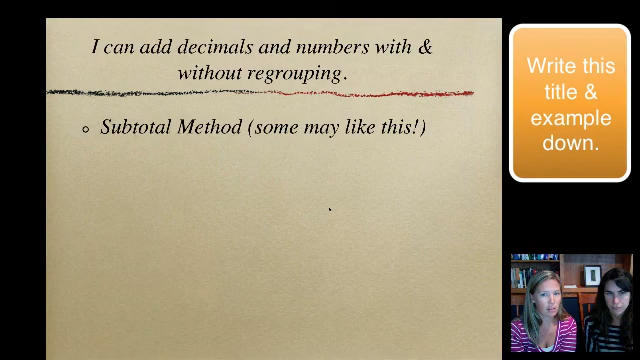 I can add decimals and numbers with &
without regrouping.
Subtotal Method (some may like this!)
Write this
title &
example
down.